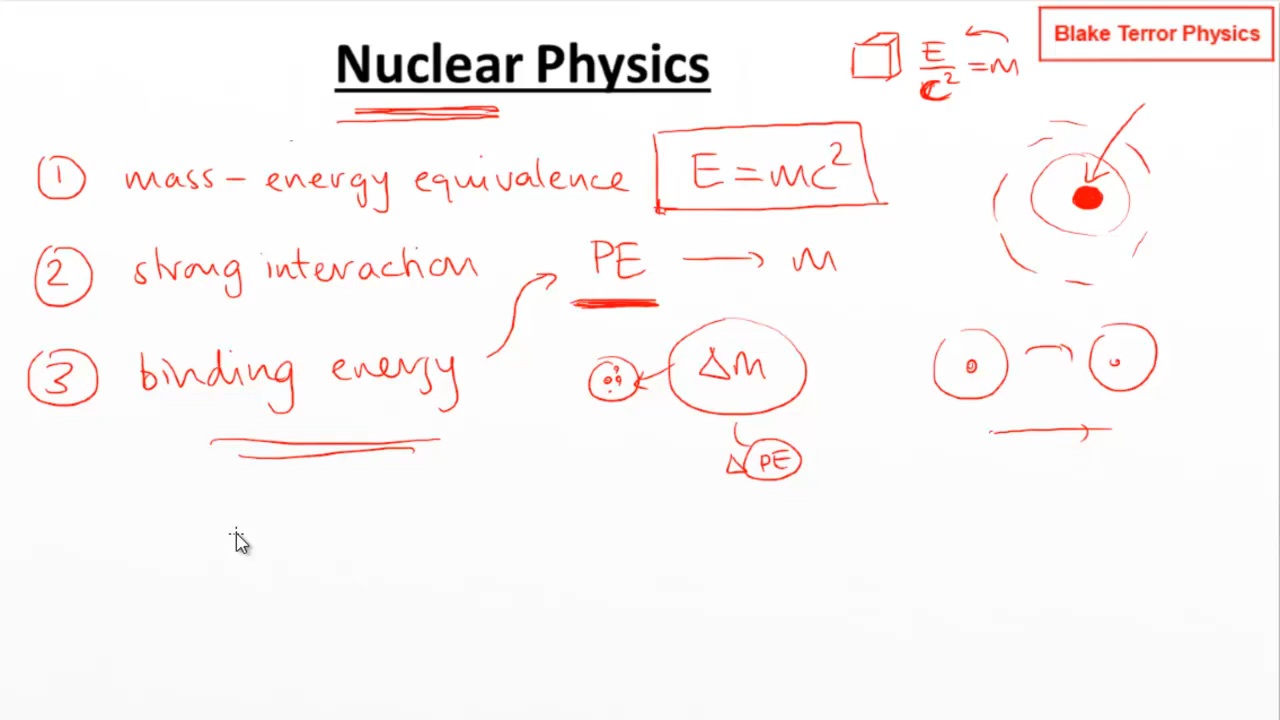 Nuclear Physics
Blake Terror Physics
E/c² = m
① mass – energy equivalence E = mc²
② strong interaction PE → m
③ binding energy Δm
Δ PE